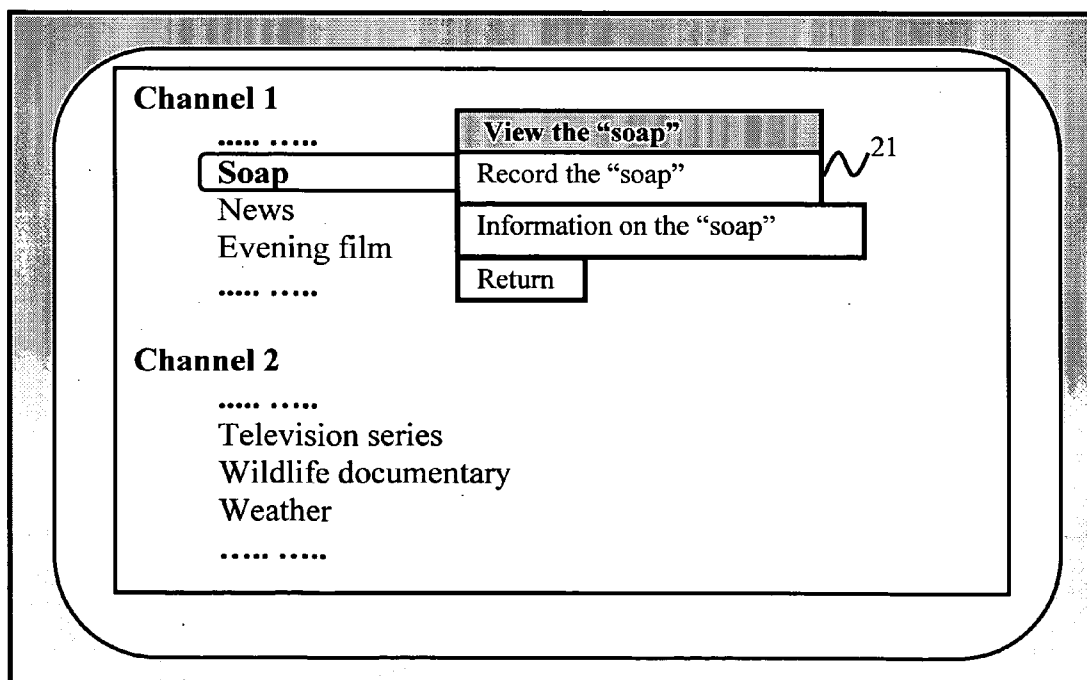 Channel 1
..... .....
Soap
News
Evening film
..... .....
View the “soap”
Record the “soap”
Information on the “soap”
Return
21
Channel 2
..... .....
Television series
Wildlife documentary
Weather
..... .....